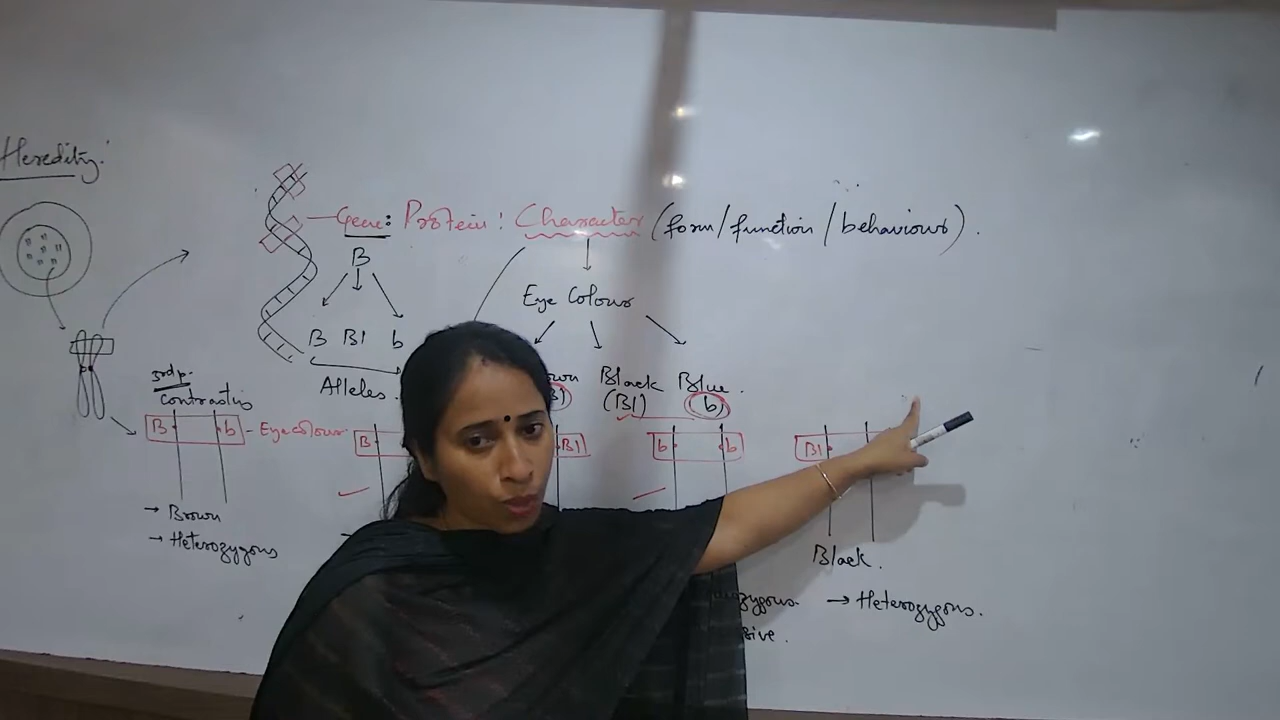 Heredity:
Gene: Protein: Character (form/function/behaviours).
B
Eye Colour
B B1 b
Alleles.
Black Blue.
(B1) (b)
3rd p.
contrasting
B b - Eye colour
B B1 b b B1
→ Brown
→ Heterozygous
Black.
→ Heterozygous.